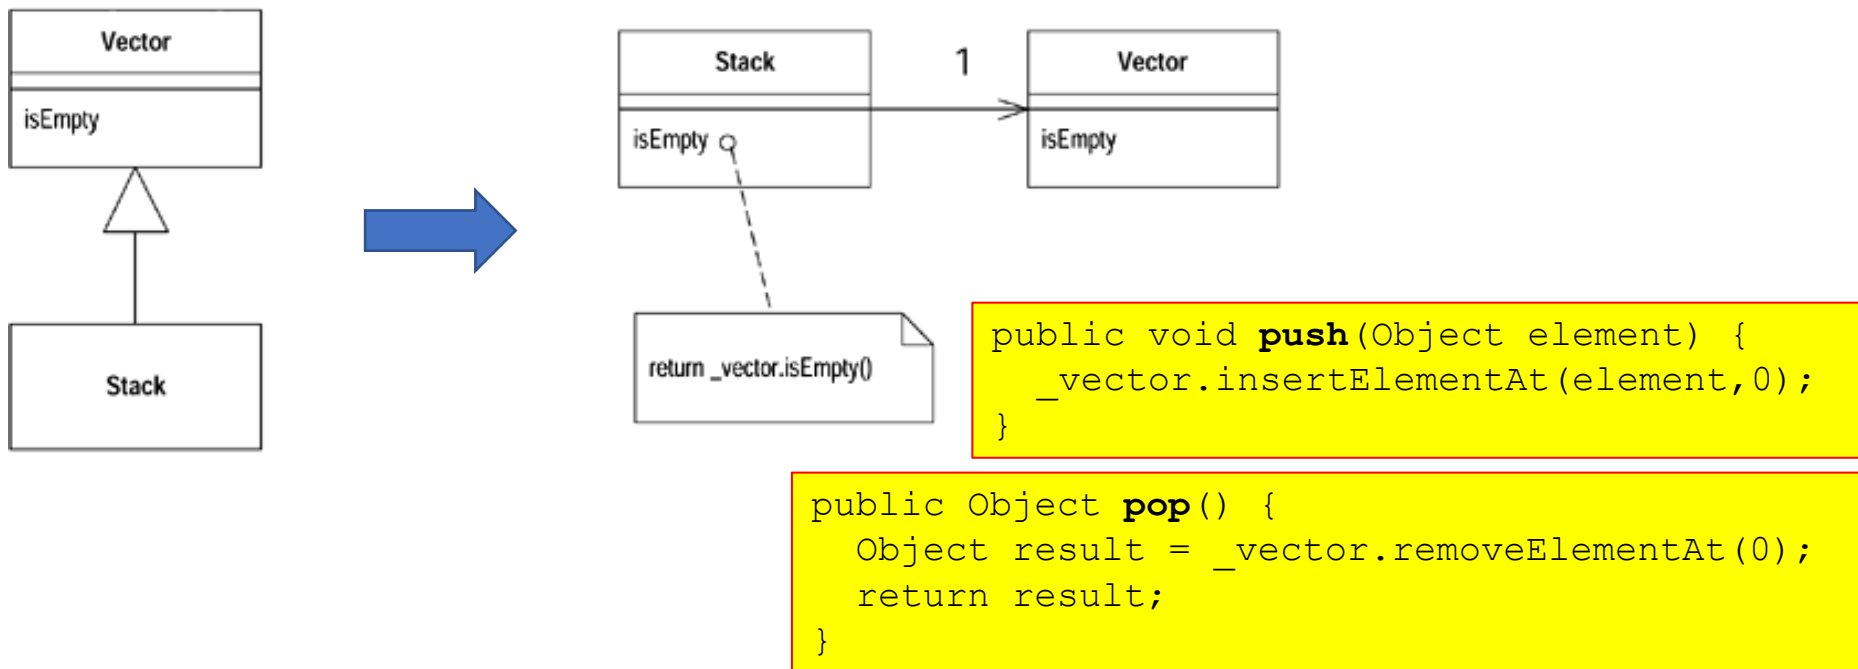 Vector
isEmpty
Stack
Stack
isEmpty
1
Vector
isEmpty
return _vector.isEmpty()
public void push(Object element) {
  _vector.insertElementAt(element,0);
}
public Object pop() {
  Object result = _vector.removeElementAt(0);
  return result;
}